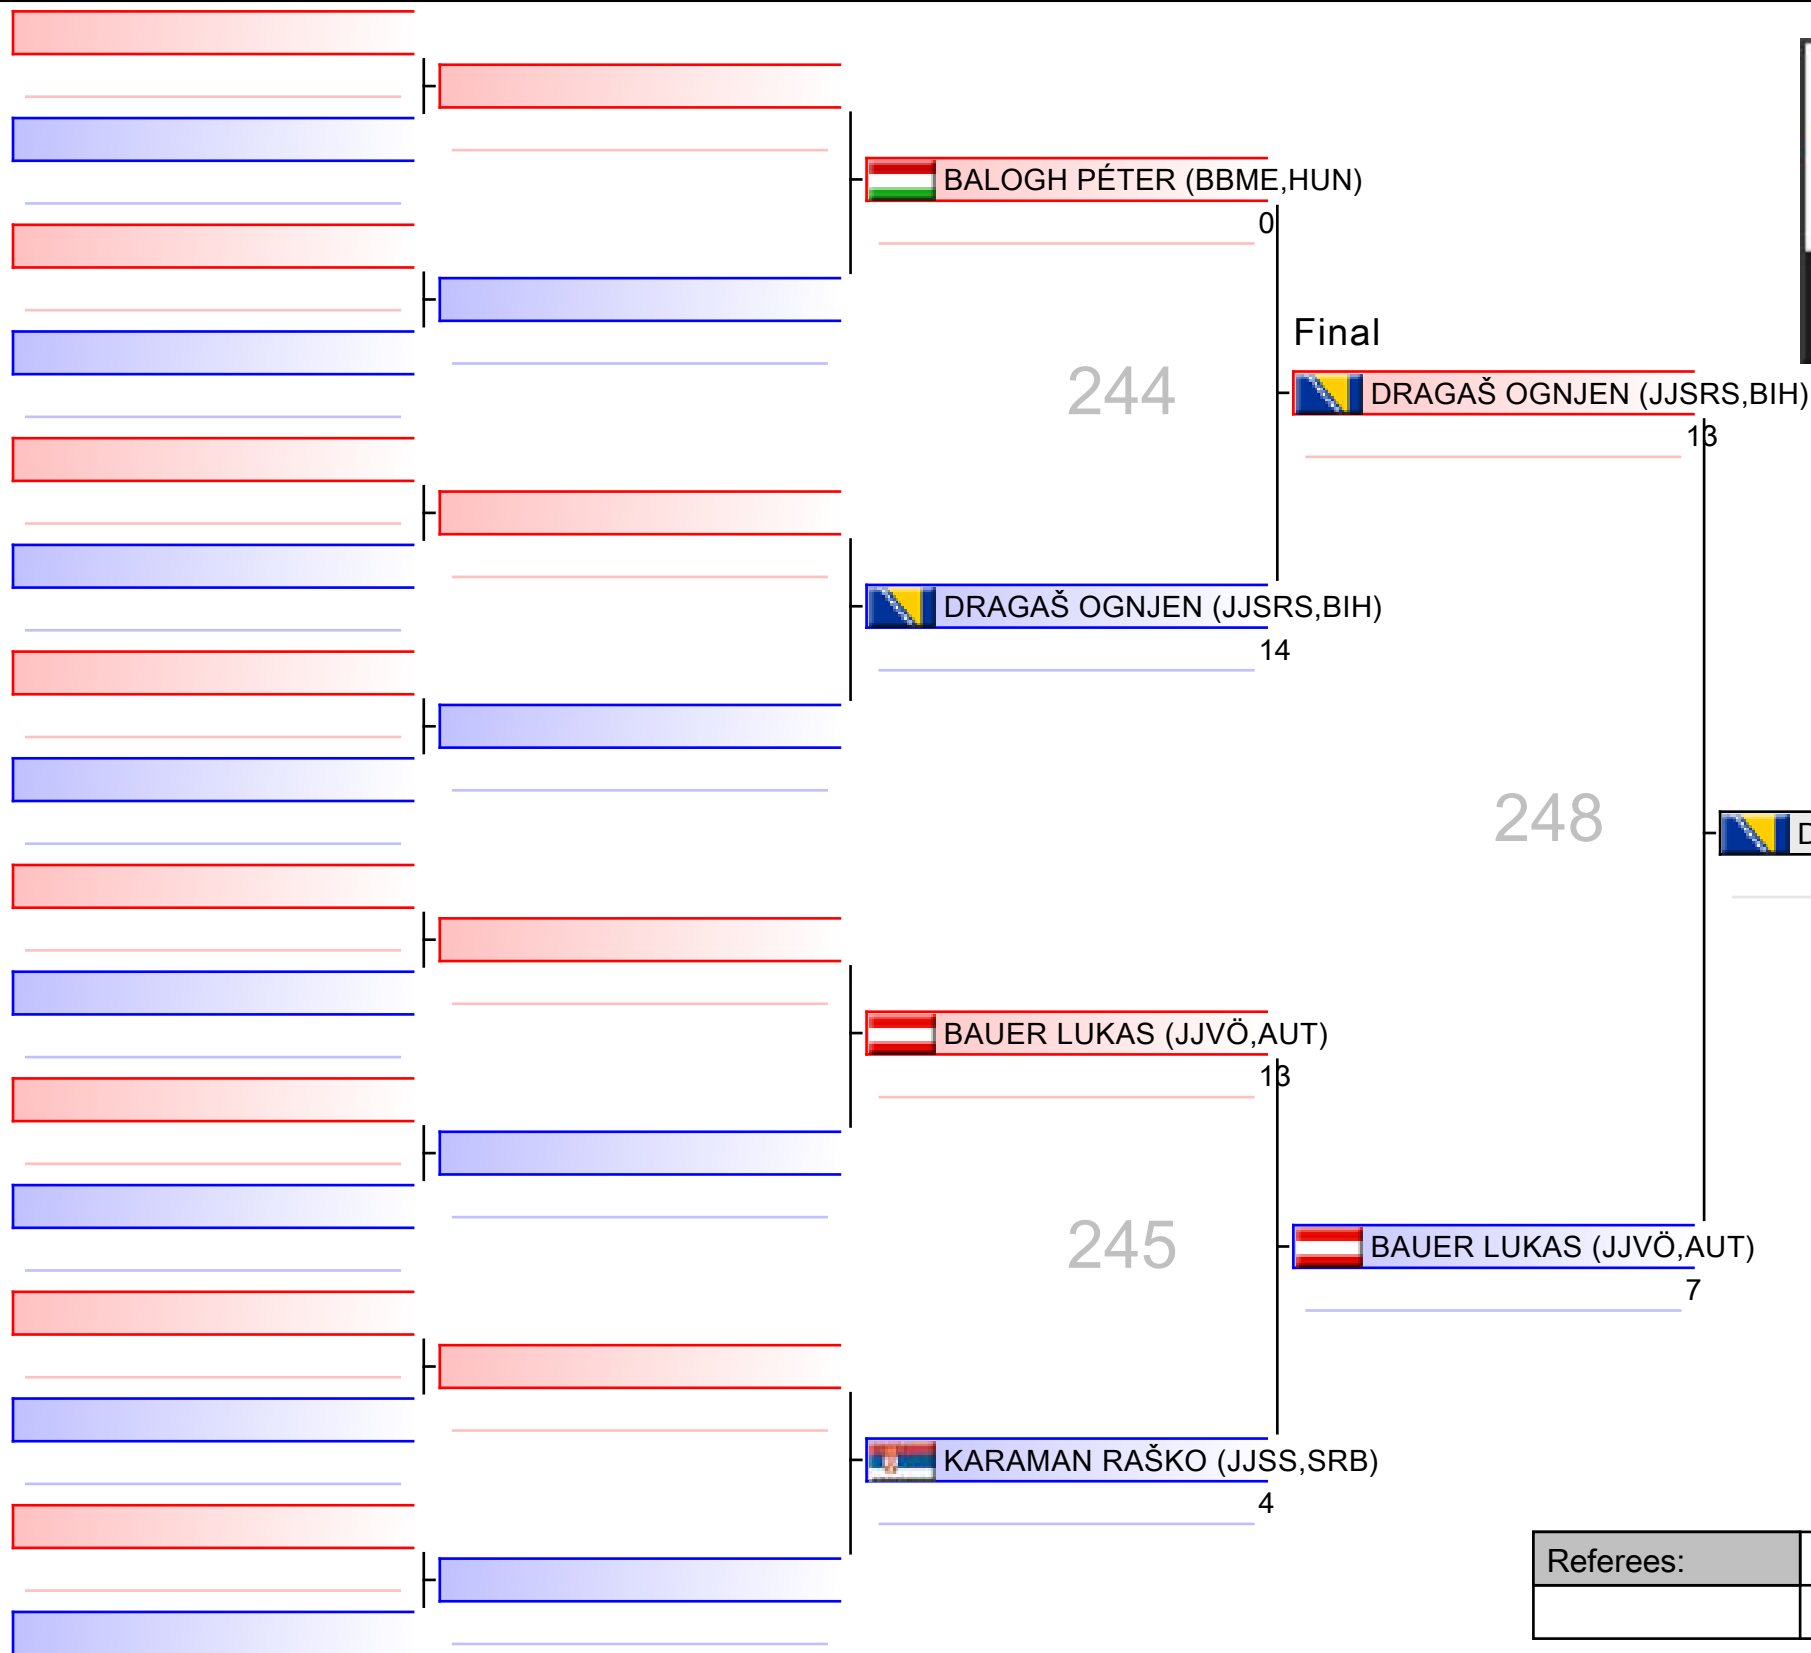 BALOGH PÉTER (BBME,HUN)
0
Final
244
DRAGAŠ OGNJEN (JJSRS,BIH)
13
DRAGAŠ OGNJEN (JJSRS,BIH)
14
248
D
BAUER LUKAS (JJVÖ,AUT)
13
245
BAUER LUKAS (JJVÖ,AUT)
7
KARAMAN RAŠKO (JJSS,SRB)
4
Referees: